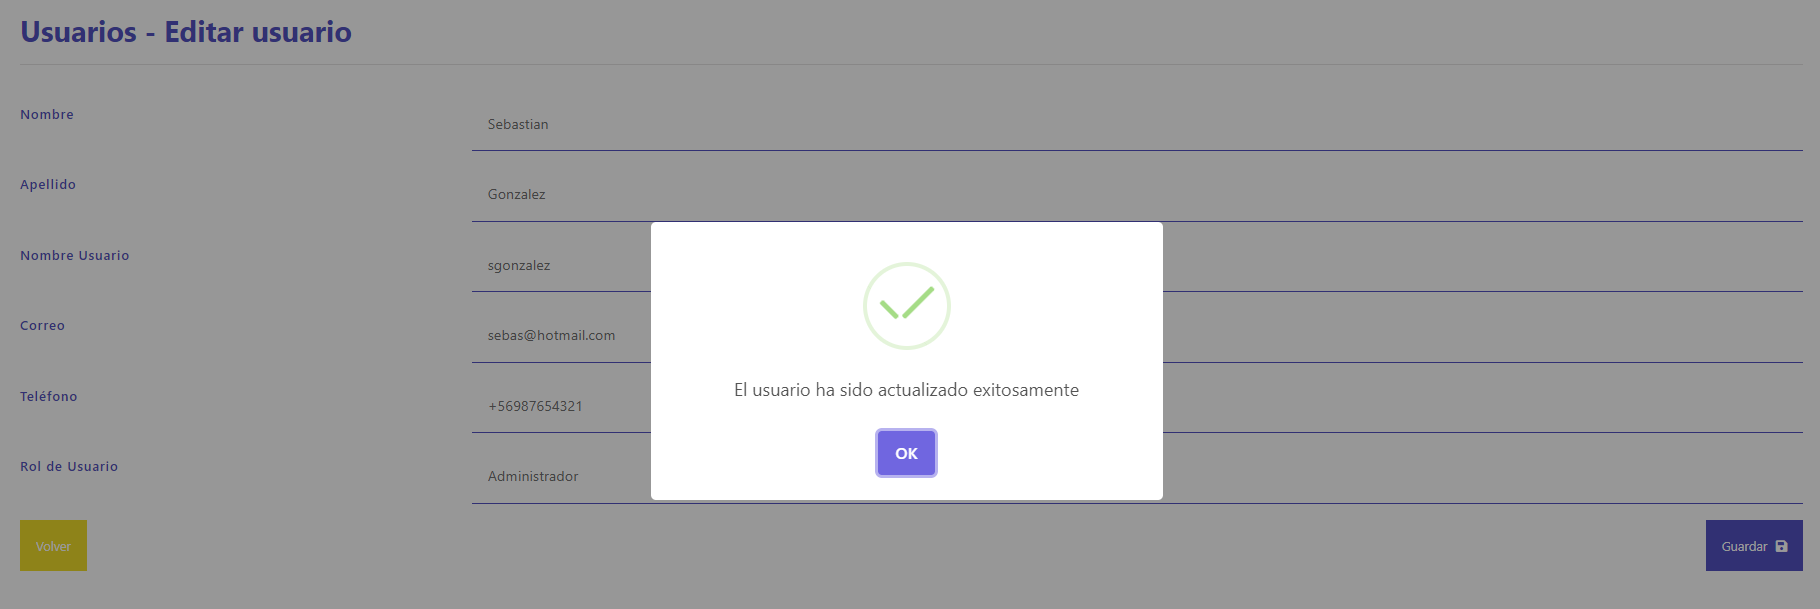 Usuarios - Editar usuario
Nombre
Sebastian
Apellido
Gonzalez
Nombre Usuario
sgonzalez
Correo
sebas@hotmail.com
Teléfono
+56987654321
Rol de Usuario
Administrador
El usuario ha sido actualizado exitosamente
OK
Volver
Guardar